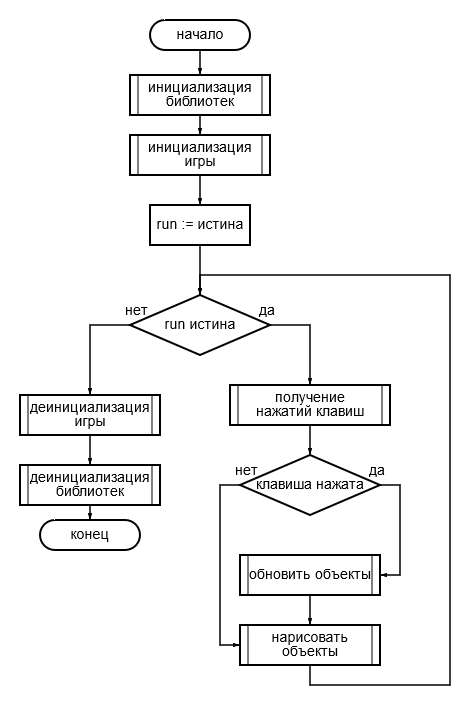 начало
инициализация
библиотек
инициализация
игры
run := истина
нет
да
run истина
деинициализация
игры
получение
нажатий клавиш
деинициализация
библиотек
нет
да
клавиша нажата
конец
обновить объекты
нарисовать
объекты